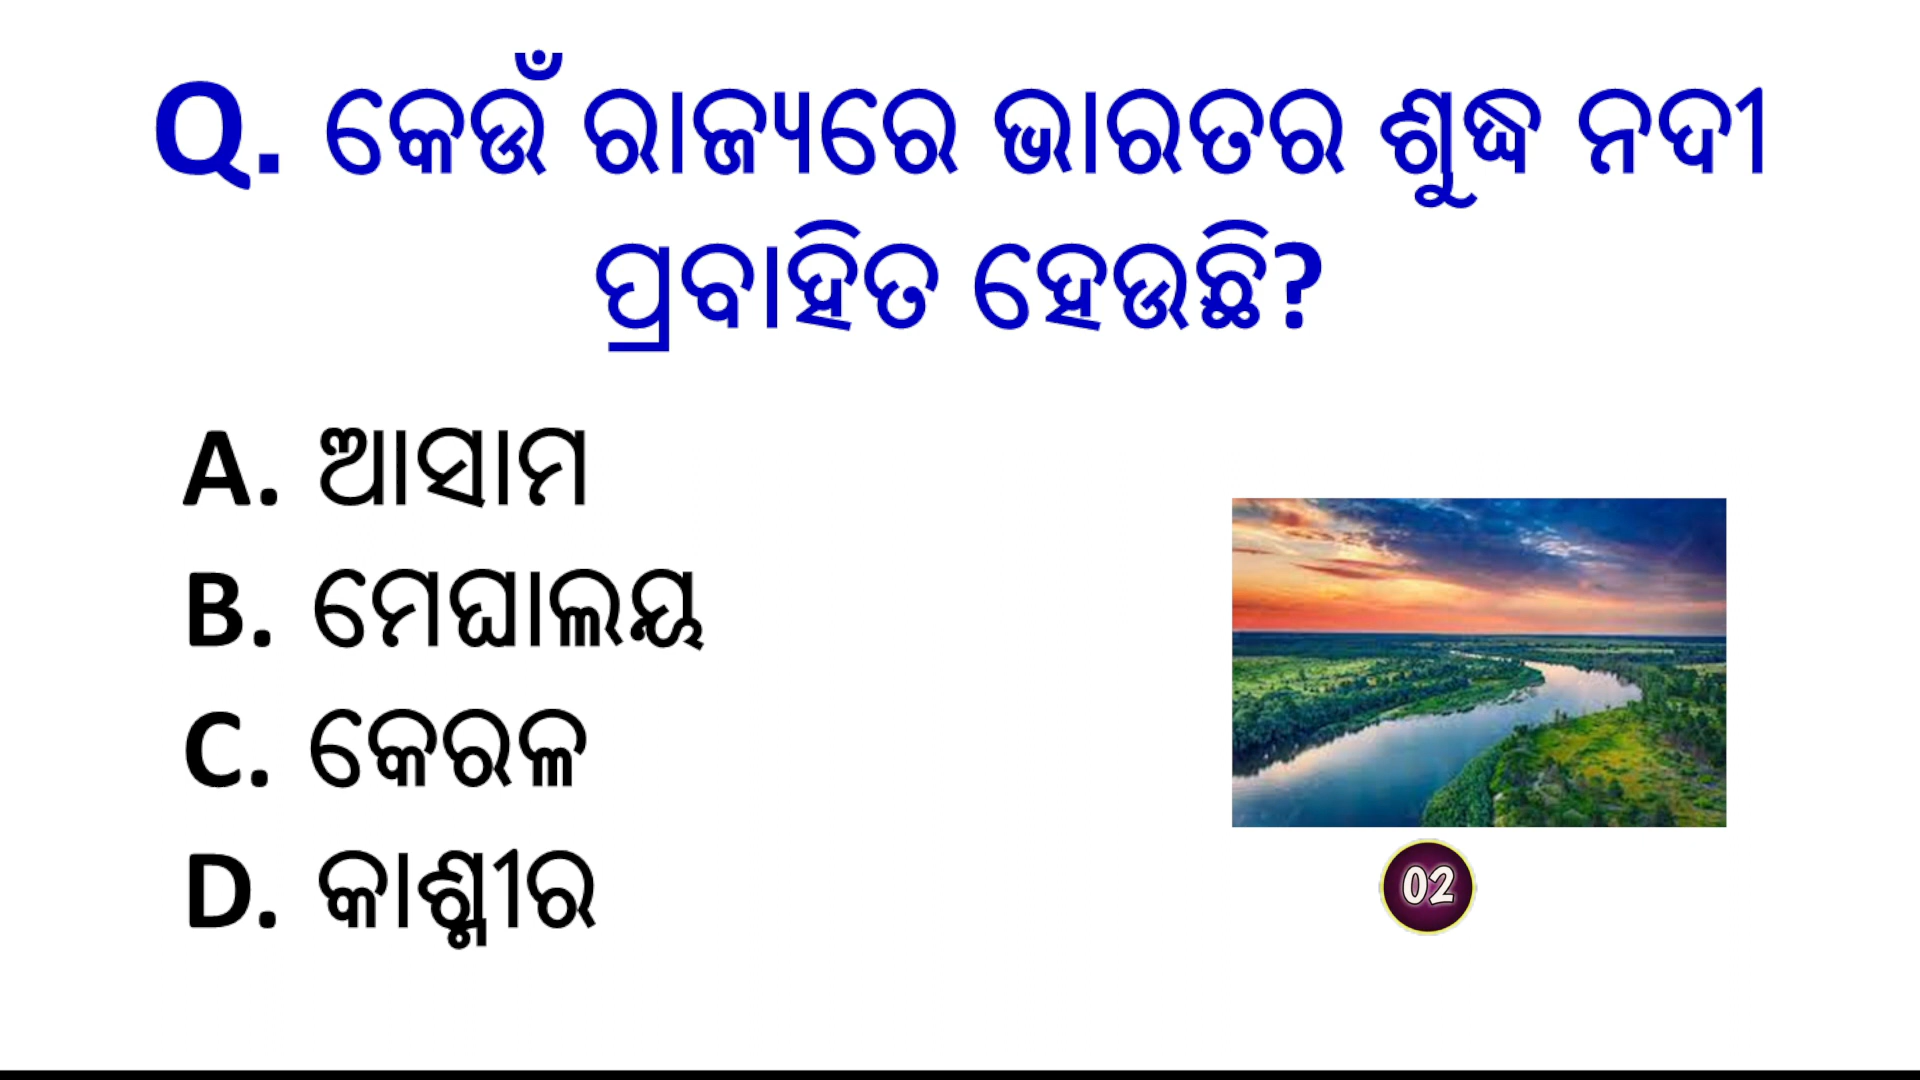 Q. କେଉଁ ରାଜ୍ୟରେ ଭାରତର ଶୁଦ୍ଧ ନଦୀ
ପ୍ରବାହିତ ହେଉଛି?
A. ଆସାମ
B. ମେଘାଲୟ
C. କେରଳ
D. କାଶ୍ମୀର
02